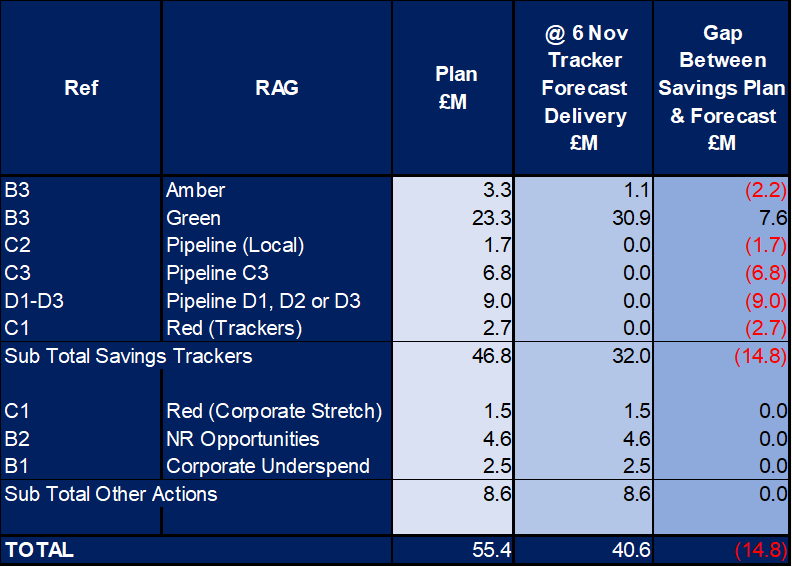 Ref RAG Plan £M @ 6 Nov Tracker Forecast Delivery £M Gap Between Savings Plan & Forecast £M
B3 Amber 3.3 1.1 (2.2)
B3 Green 23.3 30.9 7.6
C2 Pipeline (Local) 1.7 0.0 (1.7)
C3 Pipeline C3 6.8 0.0 (6.8)
D1-D3 Pipeline D1, D2 or D3 9.0 0.0 (9.0)
C1 Red (Trackers) 2.7 0.0 (2.7)
Sub Total Savings Trackers 46.8 32.0 (14.8)
C1 Red (Corporate Stretch) 1.5 1.5 0.0
B2 NR Opportunities 4.6 4.6 0.0
B1 Corporate Underspend 2.5 2.5 0.0
Sub Total Other Actions 8.6 8.6 0.0
TOTAL 55.4 40.6 (14.8)